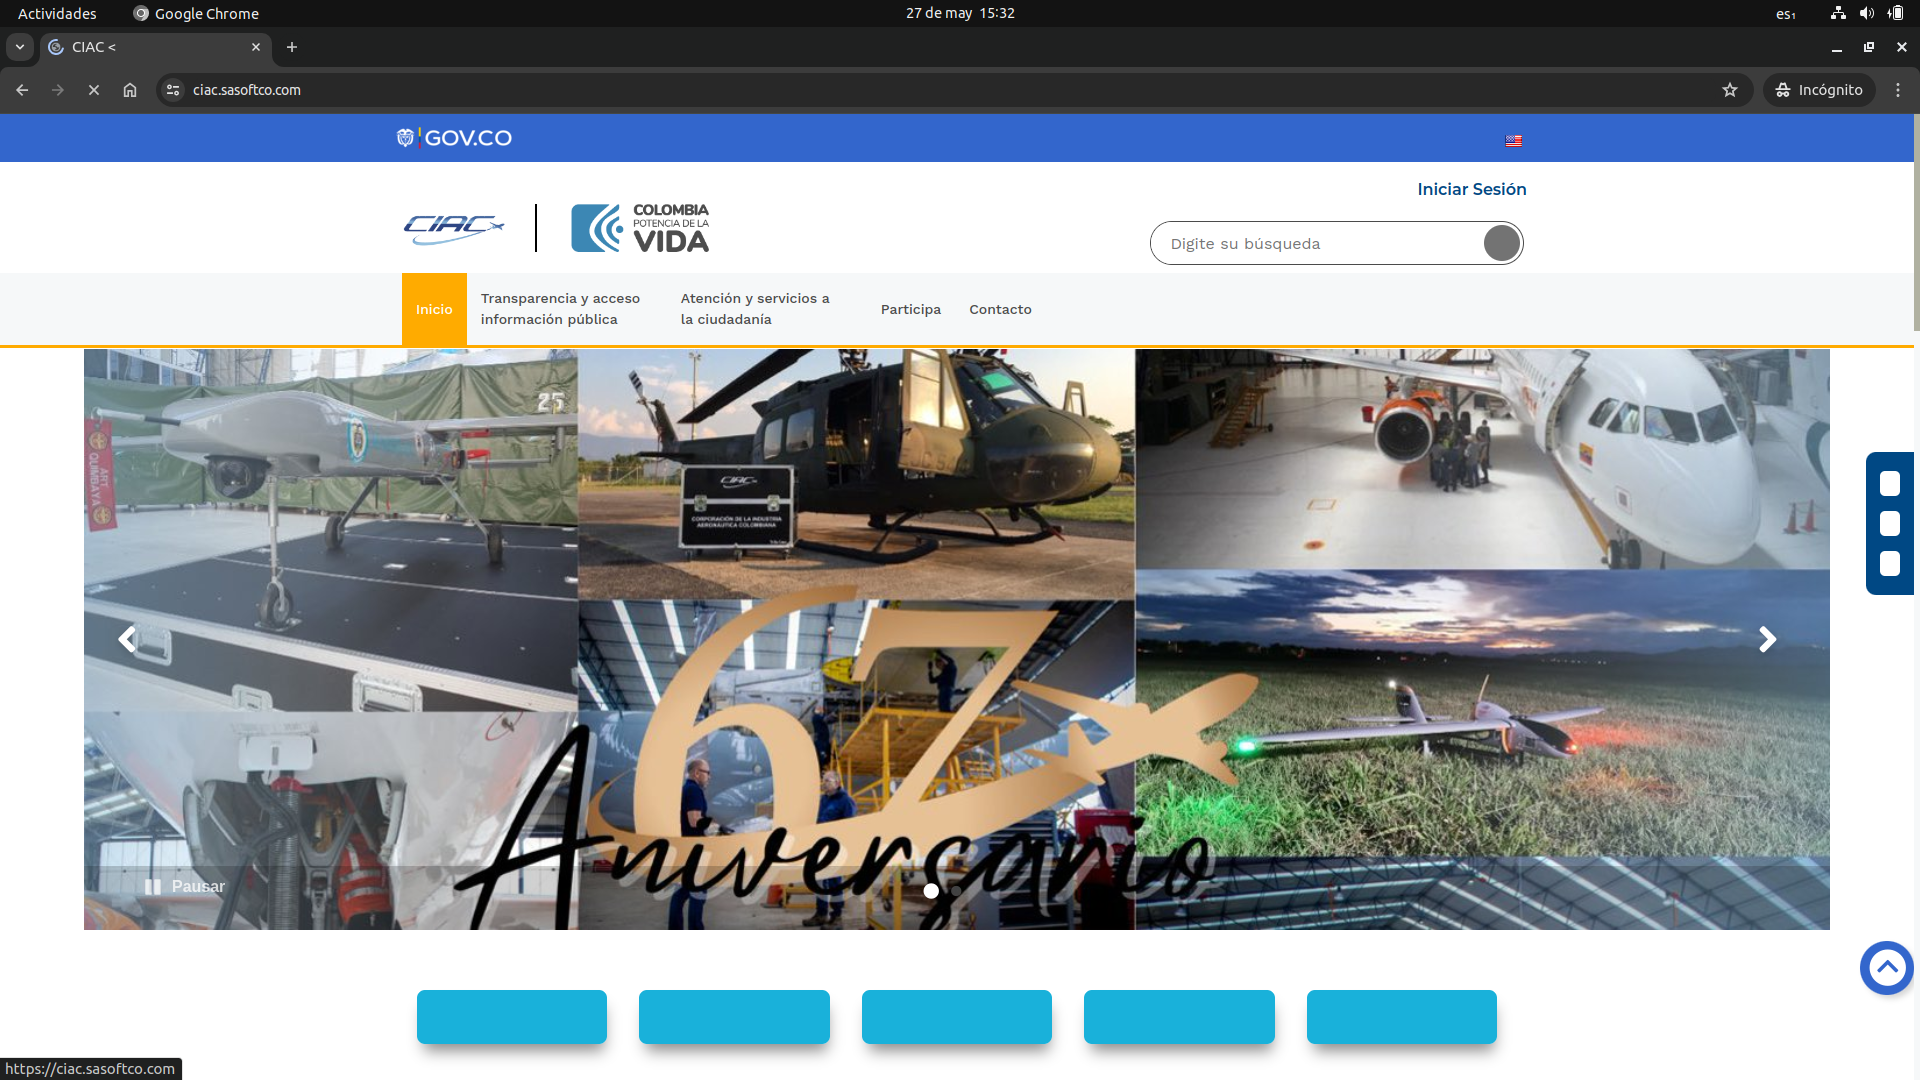 Actividades
Google Chrome
27 de may 15:32
es₁
CIAC <
ciac.sasoftco.com
Incógnito
GOV.CO
Iniciar Sesión
CIAC
COLOMBIA
POTENCIA DE LA
VIDA
Digite su búsqueda
Inicio
Transparencia y acceso
información pública
Atención y servicios a
la ciudadanía
Participa
Contacto
25
ART
QUIMBAYA
CIAC
CORPORACIÓN DE LA INDUSTRIA
AERONÁUTICA COLOMBIANA
67
Aniversario
Pausar
https://ciac.sasoftco.com